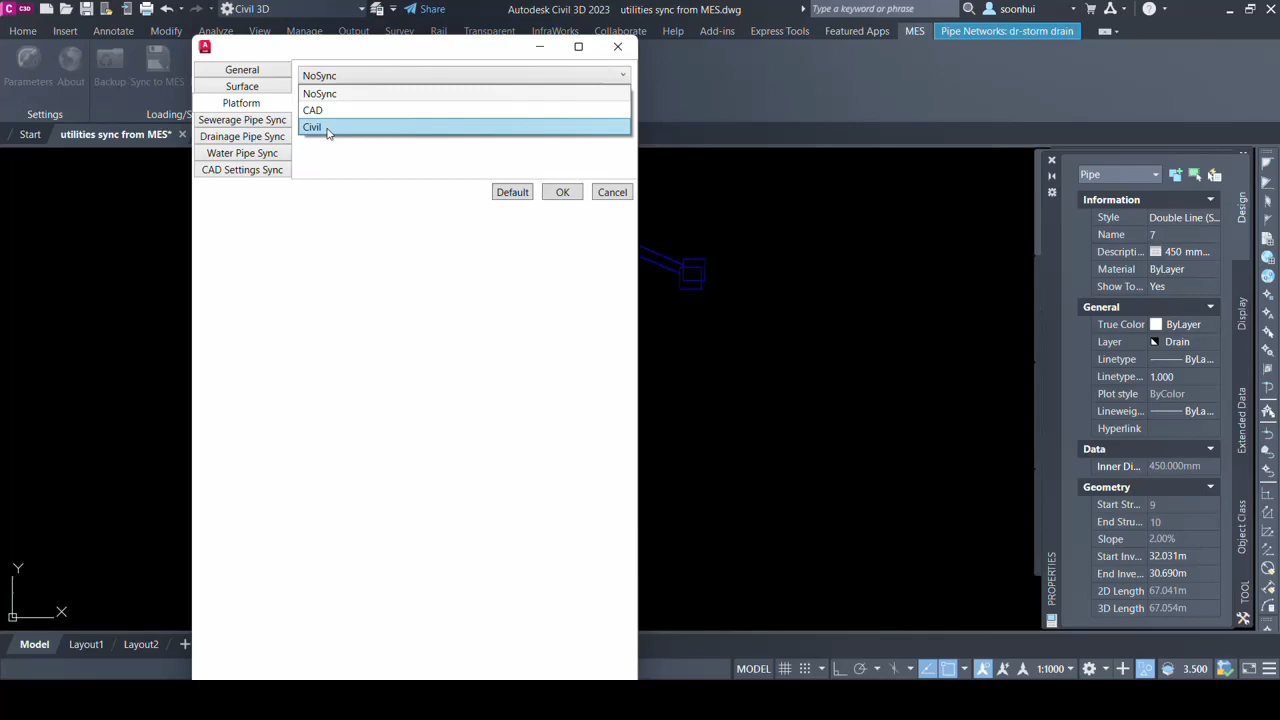 C3D
Civil 3D
Share
Autodesk Civil 3D 2023
utilities sync from MES.dwg
Type a keyword or phrase
soonhui
Home Insert Annotate Modify Analyze View Manage Output Survey Rail Transparent InfraWorks Collaborate Help Add-ins Express Tools Featured Apps MES Pipe Networks: dr-storm drain
Parameters About Backup Sync to MES
Settings Loading/S
Start utilities sync from MES*
General
Surface
Platform
Sewerage Pipe Sync
Drainage Pipe Sync
Water Pipe Sync
CAD Settings Sync
NoSync
NoSync
CAD
Civil
Default OK Cancel
Pipe
Information
Style Double Line (S...
Name 7
Descripti... 450 mm...
Material ByLayer
Show To... Yes
General
True Color ByLayer
Layer Drain
Linetype ByLa...
Linetype... 1.000
Plot style ByColor
Lineweig... ByLa...
Hyperlink
Data
Inner Di... 450.000mm
Geometry
Start Str... 9
End Stru... 10
Slope 2.00%
Start Inv... 32.031m
End Inve... 30.690m
2D Length 67.041m
3D Length 67.054m
Design
Display
Extended Data
Object Class
PROPERTIES
TOOL
Y
X
Model Layout1 Layout2
MODEL 1:1000 3.500